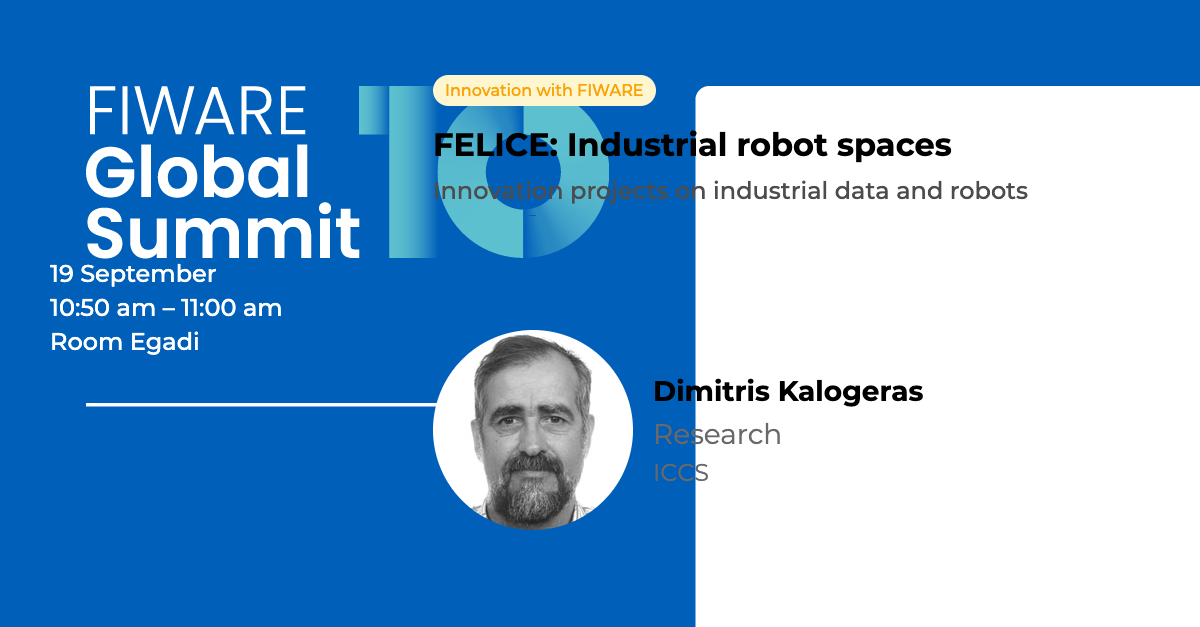 FIWARE
Global
Summit
10
19 September
10:50 am – 11:00 am
Room Egadi
Innovation with FIWARE
FELICE: Industrial robot spaces
Innovation projects on industrial data and robots
Dimitris Kalogeras
Research
ICCS